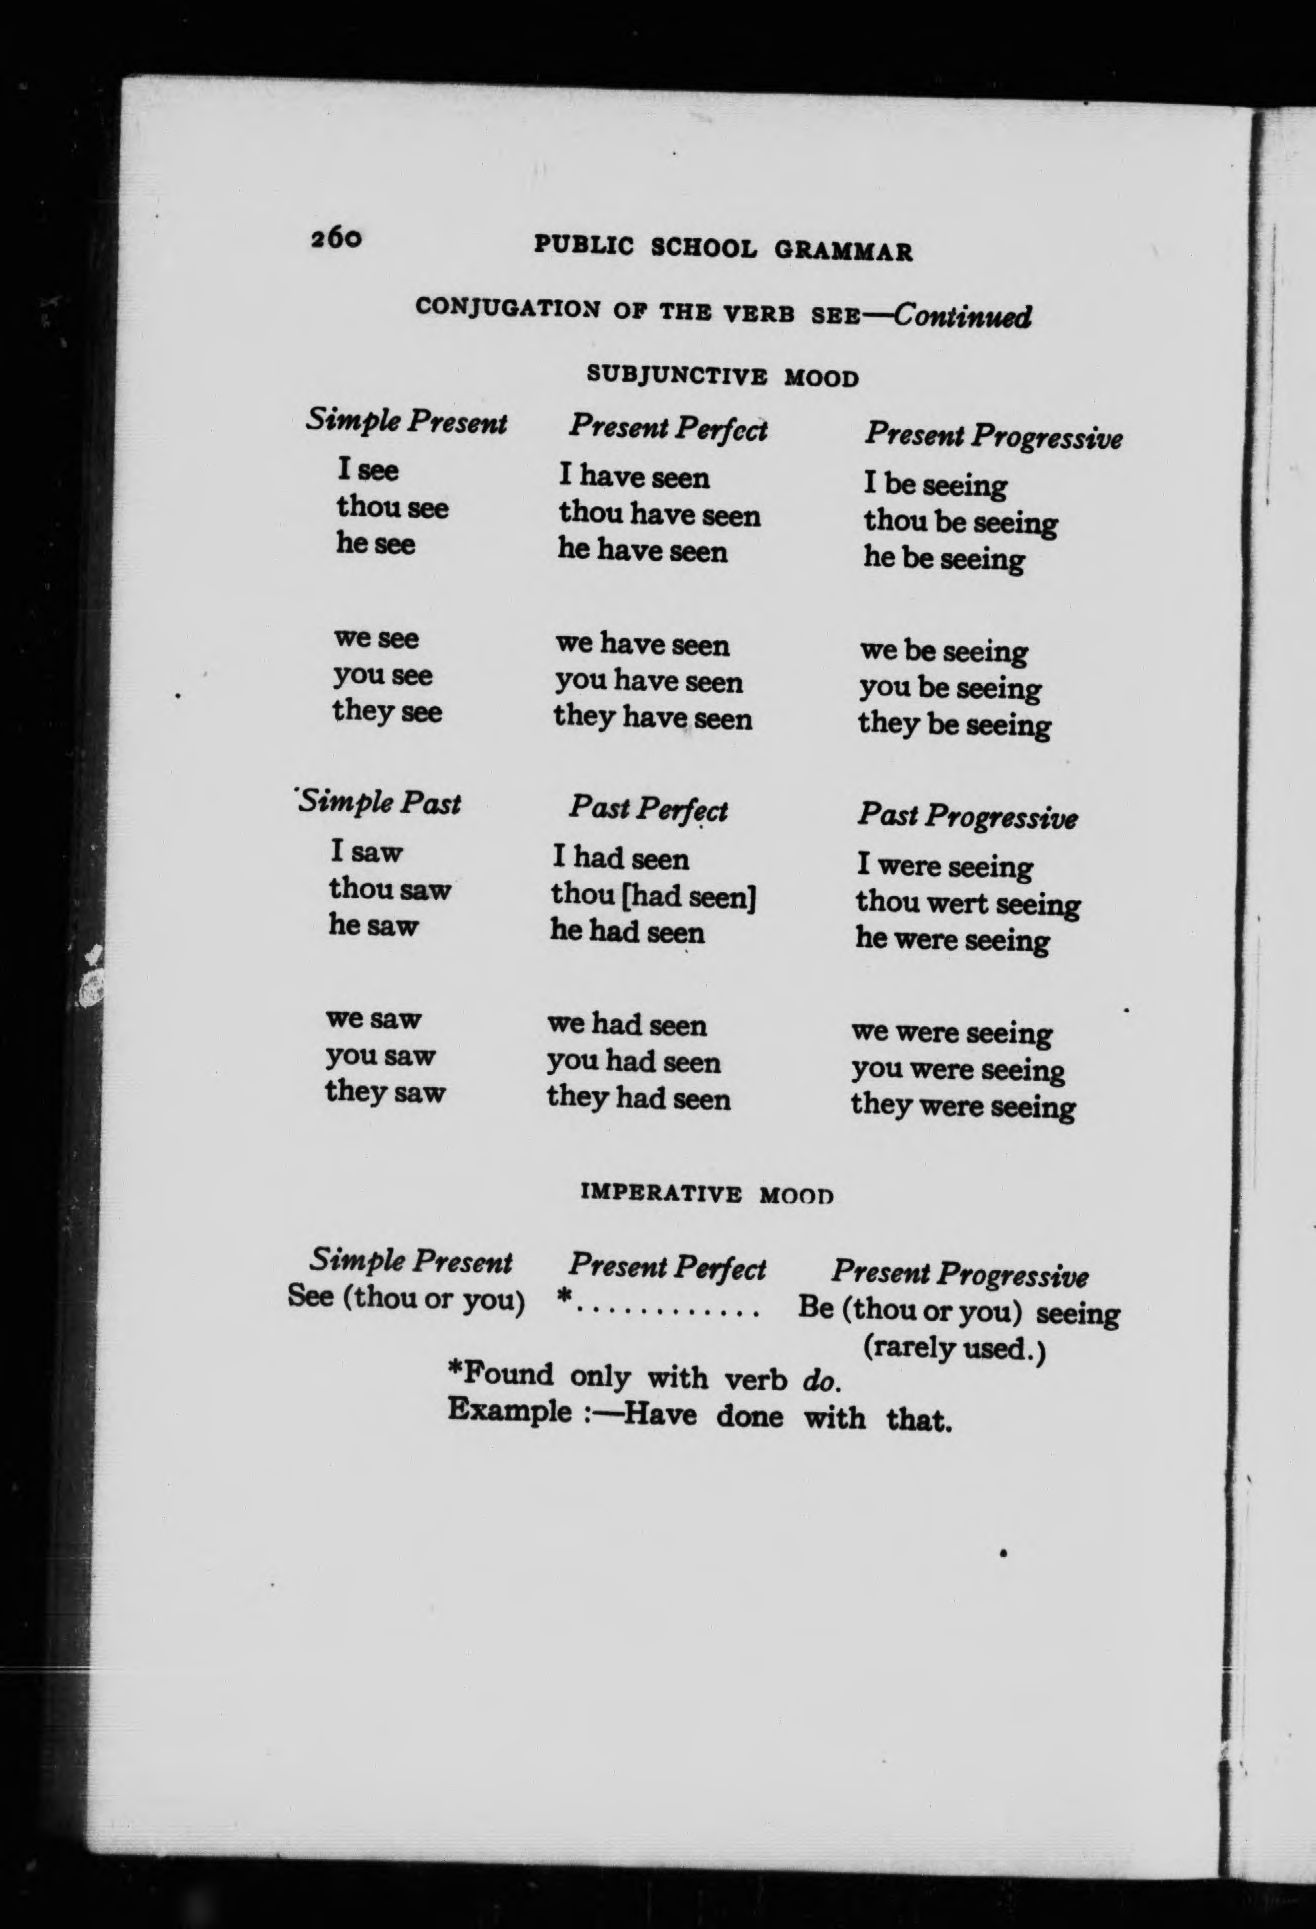 260 PUBLIC SCHOOL GRAMMAR
CONJUGATION OF THE VERB SEE—Continued
SUBJUNCTIVE MOOD
Simple Present Present Perfect Present Progressive
I see I have seen I be seeing
thou see thou have seen thou be seeing
he see he have seen he be seeing
we see we have seen we be seeing
you see you have seen you be seeing
they see they have seen they be seeing
Simple Past Past Perfect Past Progressive
I saw I had seen I were seeing
thou saw thou [had seen] thou wert seeing
he saw he had seen he were seeing
we saw we had seen we were seeing
you saw you had seen you were seeing
they saw they had seen they were seeing
IMPERATIVE MOOD
Simple Present Present Perfect Present Progressive
See (thou or you) *............ Be (thou or you) seeing
(rarely used.)
*Found only with verb do.
Example :—Have done with that.